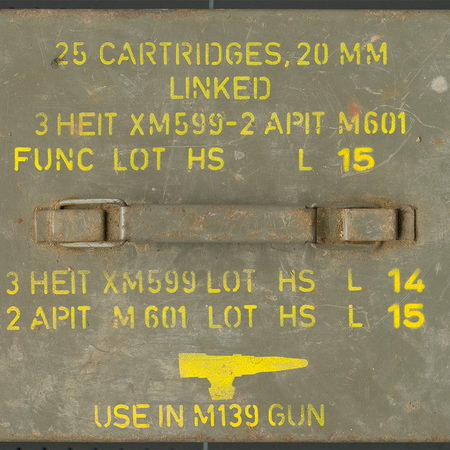 25 CARTRIDGES, 20 MM
LINKED
3 HEIT XM599-2 APIT M601
FUNC LOT HS L 15
3 HEIT XM599 LOT HS L 14
2 APIT M 601 LOT HS L 15
USE IN M139 GUN